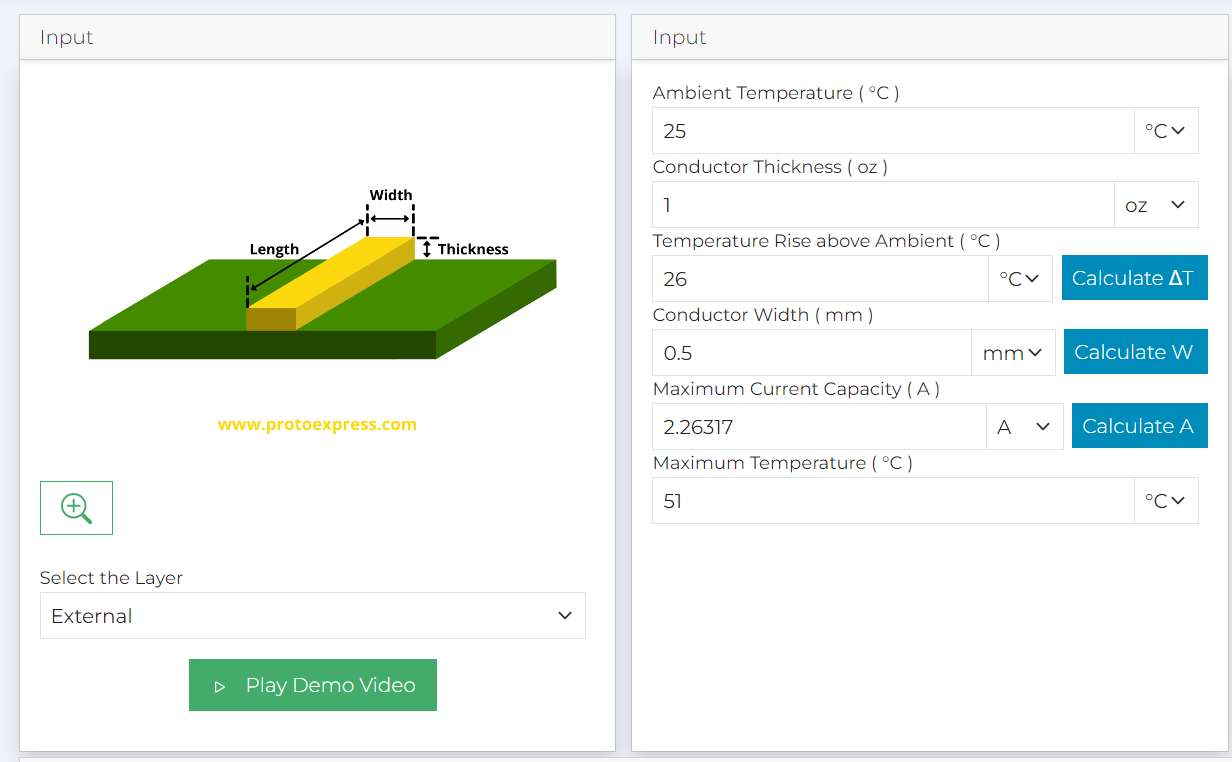 Input
Width
Length
Thickness
www.protoexpress.com
Select the Layer
External
Play Demo Video
Input
Ambient Temperature ( °C )
25 °C
Conductor Thickness ( oz )
1 oz
Temperature Rise above Ambient ( °C )
26 °C Calculate ΔT
Conductor Width ( mm )
0.5 mm Calculate W
Maximum Current Capacity ( A )
2.26317 A Calculate A
Maximum Temperature ( °C )
51 °C